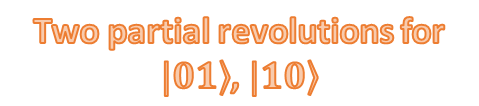 Two partial revolutions for
|01⟩, |10⟩